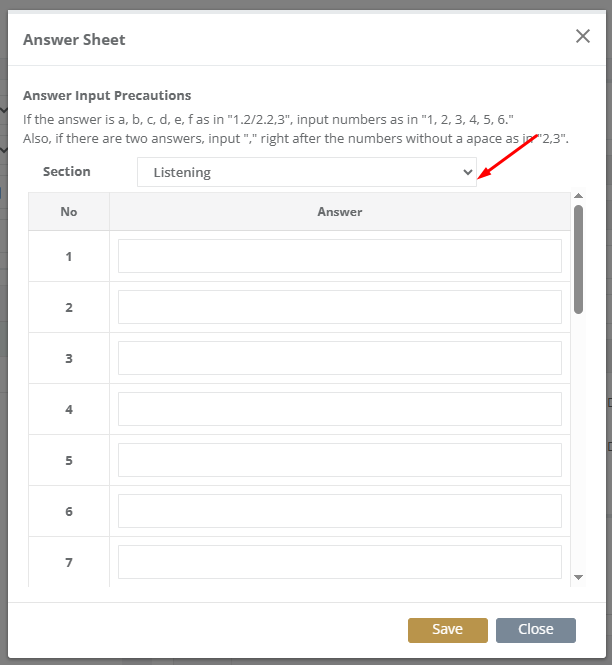 Answer Sheet
Answer Input Precautions
If the answer is a, b, c, d, e, f as in "1.2/2.2,3", input numbers as in "1, 2, 3, 4, 5, 6."
Also, if there are two answers, input "," right after the numbers without a apace as in "2,3".
Section Listening
No Answer
1
2
3
4
5
6
7
Save Close